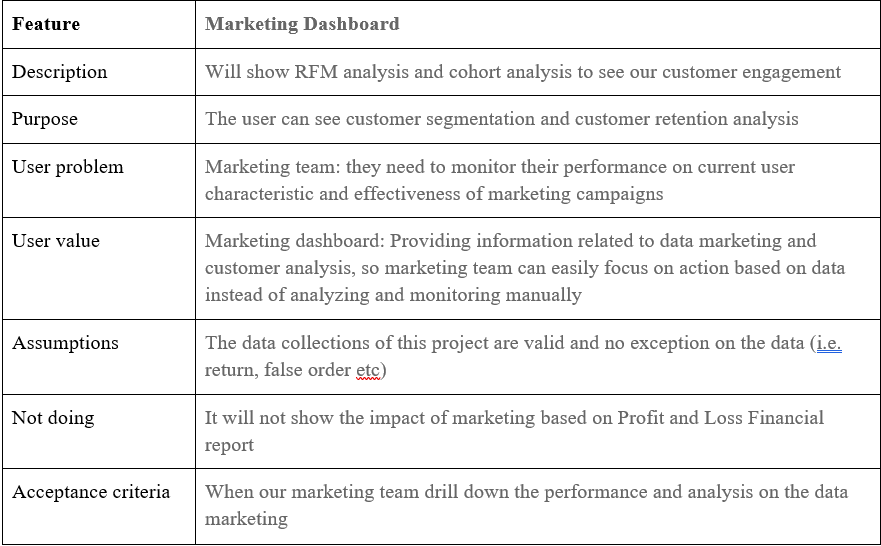 Feature
Marketing Dashboard
Description
Will show RFM analysis and cohort analysis to see our customer engagement
Purpose
The user can see customer segmentation and customer retention analysis
User problem
Marketing team: they need to monitor their performance on current user
characteristic and effectiveness of marketing campaigns
User value
Marketing dashboard: Providing information related to data marketing and
customer analysis, so marketing team can easily focus on action based on data
instead of analyzing and monitoring manually
Assumptions
The data collections of this project are valid and no exception on the data (i.e.
return, false order etc)
Not doing
It will not show the impact of marketing based on Profit and Loss Financial
report
Acceptance criteria
When our marketing team drill down the performance and analysis on the data
marketing